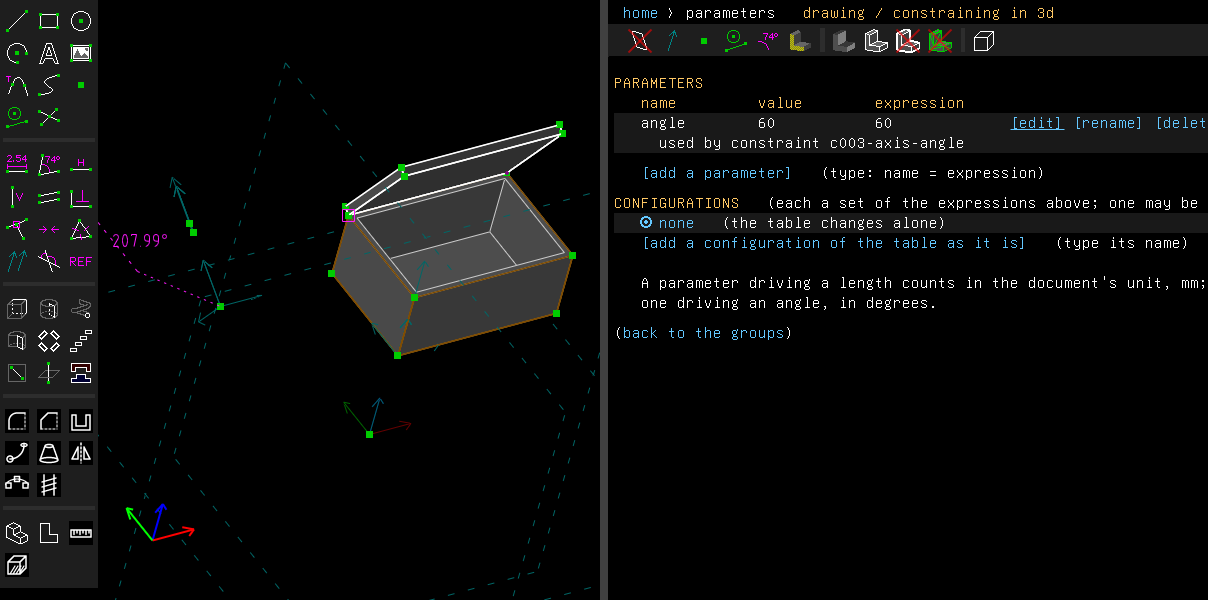 home › parameters drawing / constraining in 3d
74°
PARAMETERS
name value expression
angle 60 60 [edit] [rename] [delet
used by constraint c003-axis-angle
[add a parameter] (type: name = expression)
CONFIGURATIONS (each a set of the expressions above; one may be
none (the table changes alone)
[add a configuration of the table as it is] (type its name)
A parameter driving a length counts in the document's unit, mm;
one driving an angle, in degrees.
(back to the groups)
A
T
2.54 74° H
V
REF
207.99°